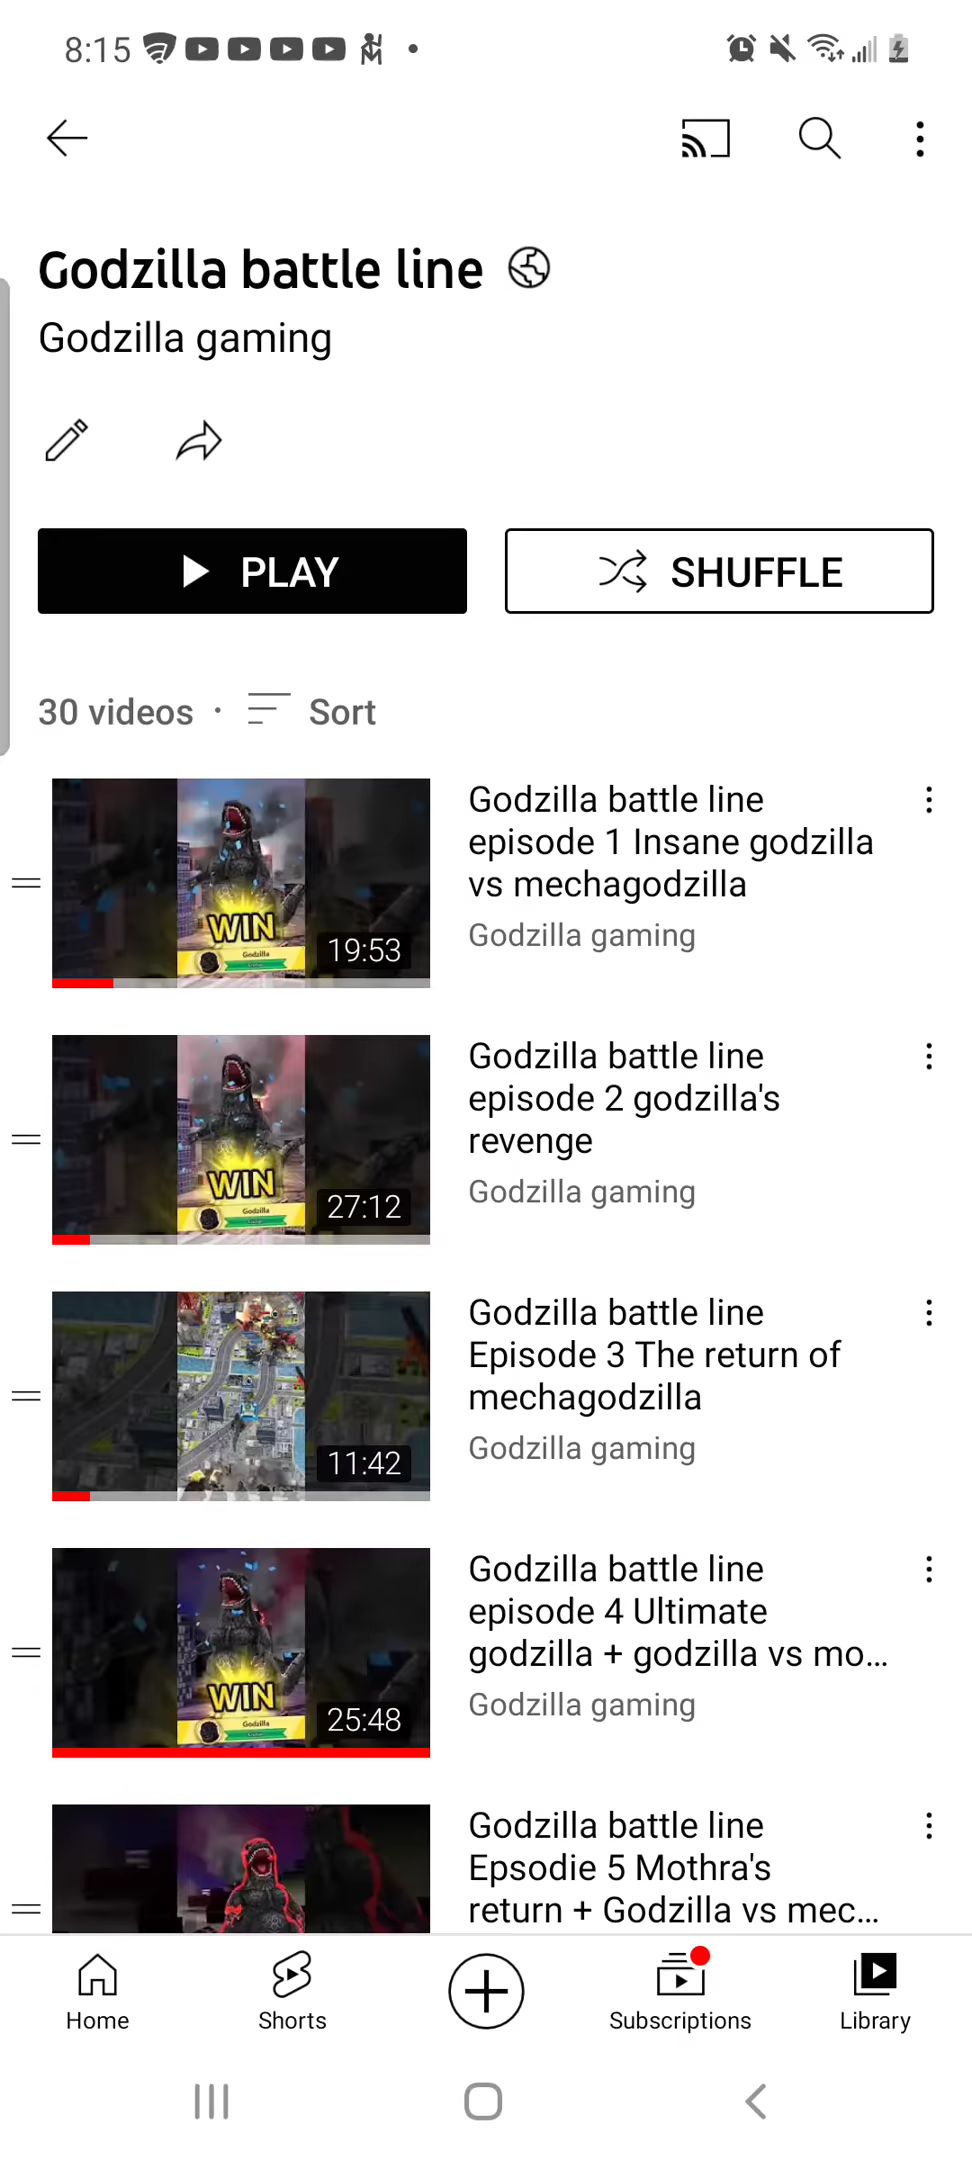 8:15
Godzilla battle line
Godzilla gaming
PLAY
SHUFFLE
30 videos · Sort
WIN
Godzilla
19:53
Godzilla battle line
episode 1 Insane godzilla
vs mechagodzilla
Godzilla gaming
WIN
Godzilla
27:12
Godzilla battle line
episode 2 godzilla's
revenge
Godzilla gaming
11:42
Godzilla battle line
Episode 3 The return of
mechagodzilla
Godzilla gaming
WIN
Godzilla
25:48
Godzilla battle line
episode 4 Ultimate
godzilla + godzilla vs mo...
Godzilla gaming
Godzilla battle line
Epsodie 5 Mothra's
return + Godzilla vs mec...
Home
Shorts
Subscriptions
Library